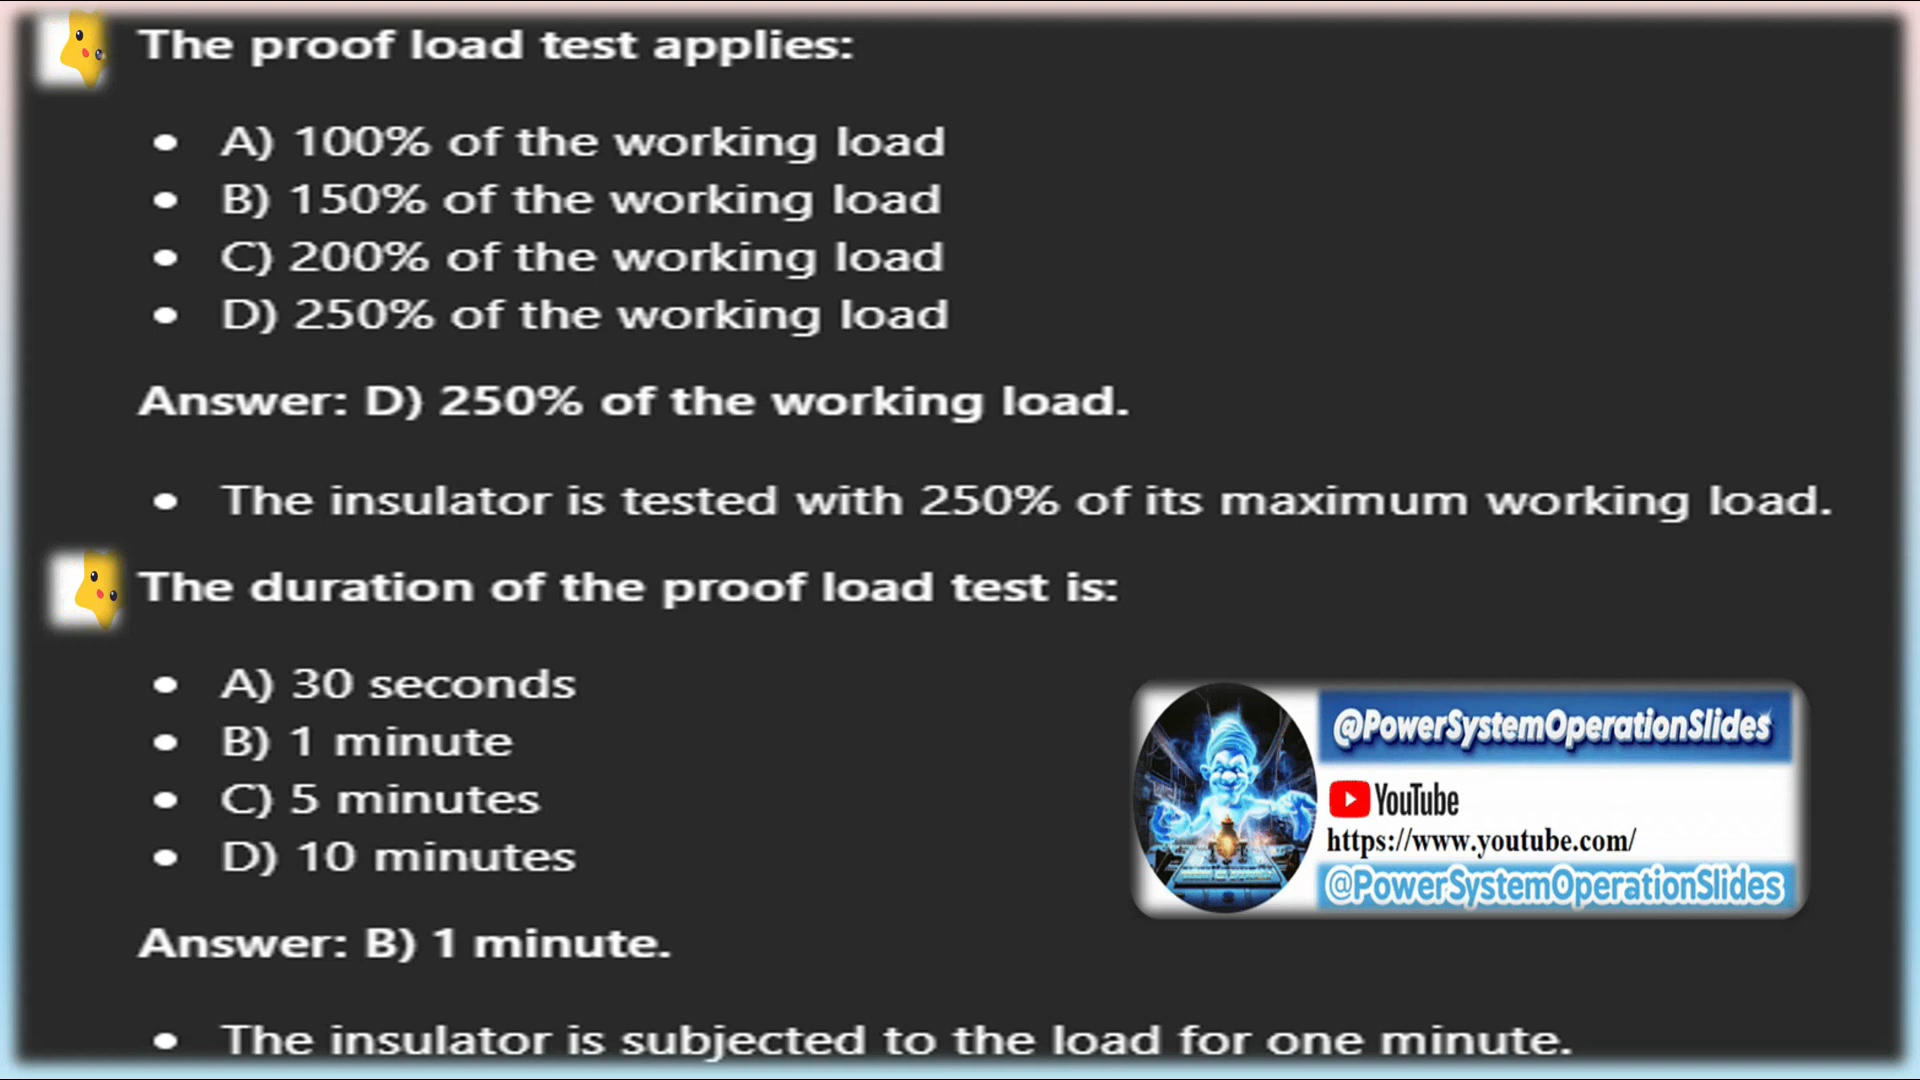 The proof load test applies:
• A) 100% of the working load
• B) 150% of the working load
• C) 200% of the working load
• D) 250% of the working load
Answer: D) 250% of the working load.
• The insulator is tested with 250% of its maximum working load.
The duration of the proof load test is:
• A) 30 seconds
• B) 1 minute
• C) 5 minutes
• D) 10 minutes
@PowerSystemOperationSlides
YouTube
https://www.youtube.com/
@PowerSystemOperationSlides
Answer: B) 1 minute.
• The insulator is subjected to the load for one minute.